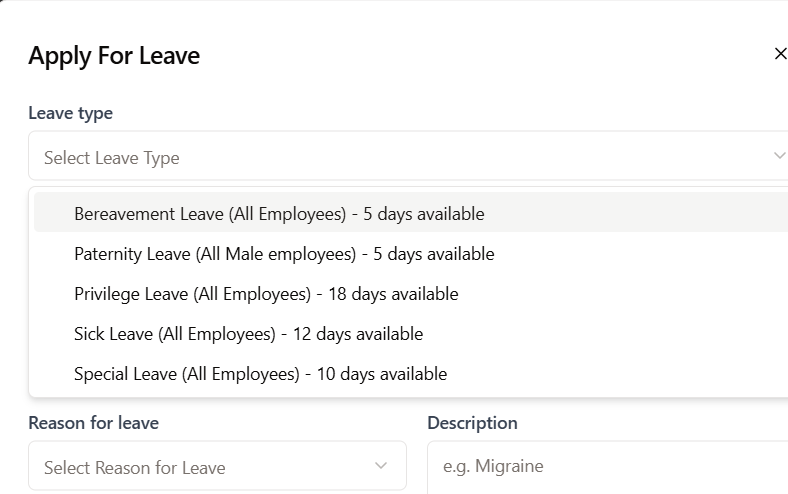 Apply For Leave
Leave type
Select Leave Type
Bereavement Leave (All Employees) - 5 days available
Paternity Leave (All Male employees) - 5 days available
Privilege Leave (All Employees) - 18 days available
Sick Leave (All Employees) - 12 days available
Special Leave (All Employees) - 10 days available
Reason for leave
Description
Select Reason for Leave
e.g. Migraine